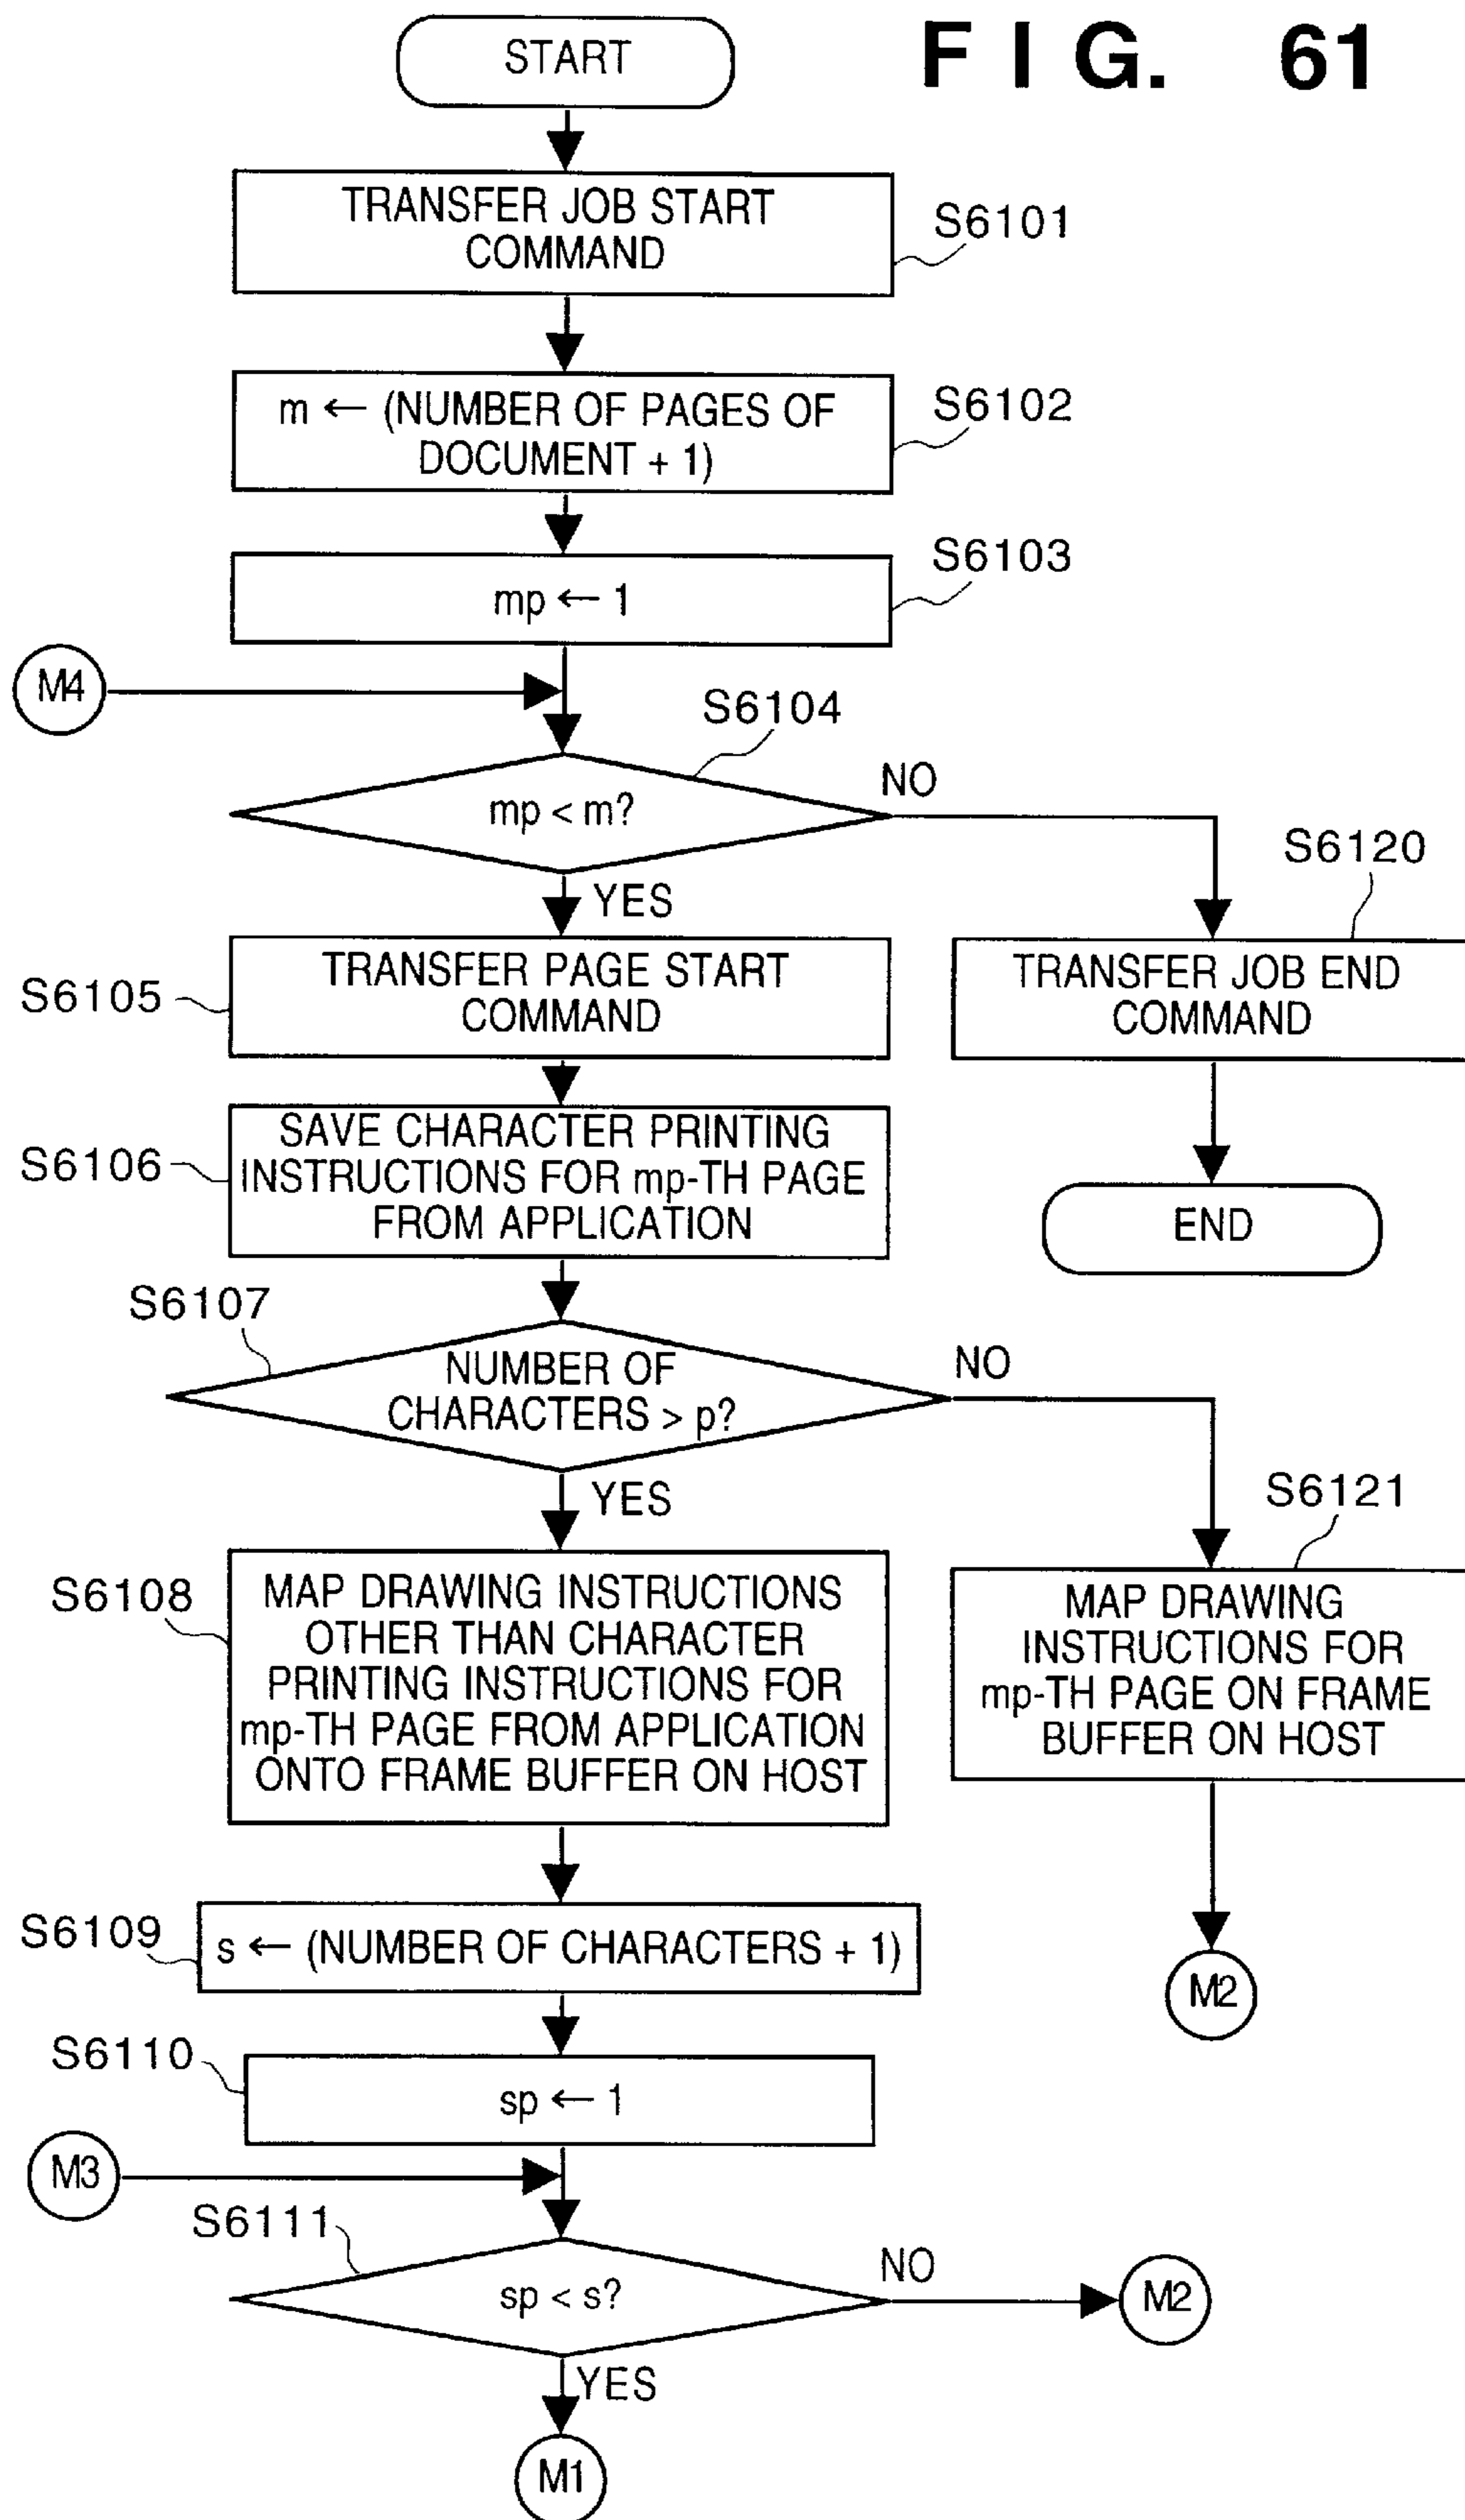 START
F I G. 61
TRANSFER JOB START
COMMAND
S6101
m ← (NUMBER OF PAGES OF
DOCUMENT + 1)
S6102
mp ← 1
S6103
M4
S6104
mp < m?
NO
YES
S6120
S6105
TRANSFER PAGE START
COMMAND
TRANSFER JOB END
COMMAND
S6106
SAVE CHARACTER PRINTING
INSTRUCTIONS FOR mp-TH PAGE
FROM APPLICATION
END
S6107
NUMBER OF
CHARACTERS > p?
NO
YES
S6121
S6108
MAP DRAWING INSTRUCTIONS
OTHER THAN CHARACTER
PRINTING INSTRUCTIONS FOR
mp-TH PAGE FROM APPLICATION
ONTO FRAME BUFFER ON HOST
MAP DRAWING
INSTRUCTIONS FOR
mp-TH PAGE ON FRAME
BUFFER ON HOST
S6109
s ← (NUMBER OF CHARACTERS + 1)
M2
S6110
sp ← 1
M3
S6111
sp < s?
NO
M2
YES
M1